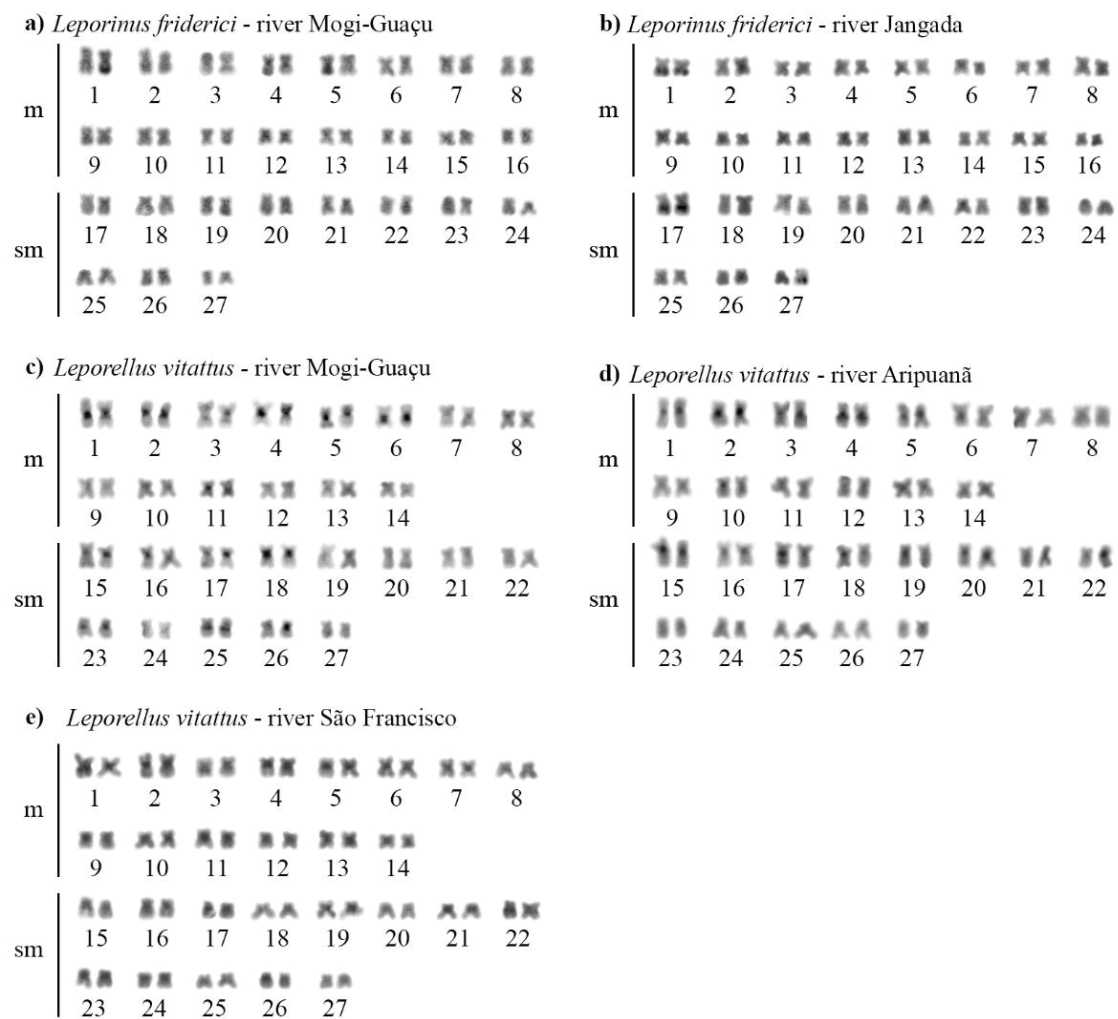 a) Leporinus friderici - river Mogi-Guaçu
m
1 2 3 4 5 6 7 8
9 10 11 12 13 14 15 16
sm
17 18 19 20 21 22 23 24
25 26 27
b) Leporinus friderici - river Jangada
m
1 2 3 4 5 6 7 8
9 10 11 12 13 14 15 16
sm
17 18 19 20 21 22 23 24
25 26 27
c) Leporellus vitattus - river Mogi-Guaçu
m
1 2 3 4 5 6 7 8
9 10 11 12 13 14
sm
15 16 17 18 19 20 21 22
23 24 25 26 27
d) Leporellus vitattus - river Aripuanã
m
1 2 3 4 5 6 7 8
9 10 11 12 13 14
sm
15 16 17 18 19 20 21 22
23 24 25 26 27
e) Leporellus vitattus - river São Francisco
m
1 2 3 4 5 6 7 8
9 10 11 12 13 14
sm
15 16 17 18 19 20 21 22
23 24 25 26 27